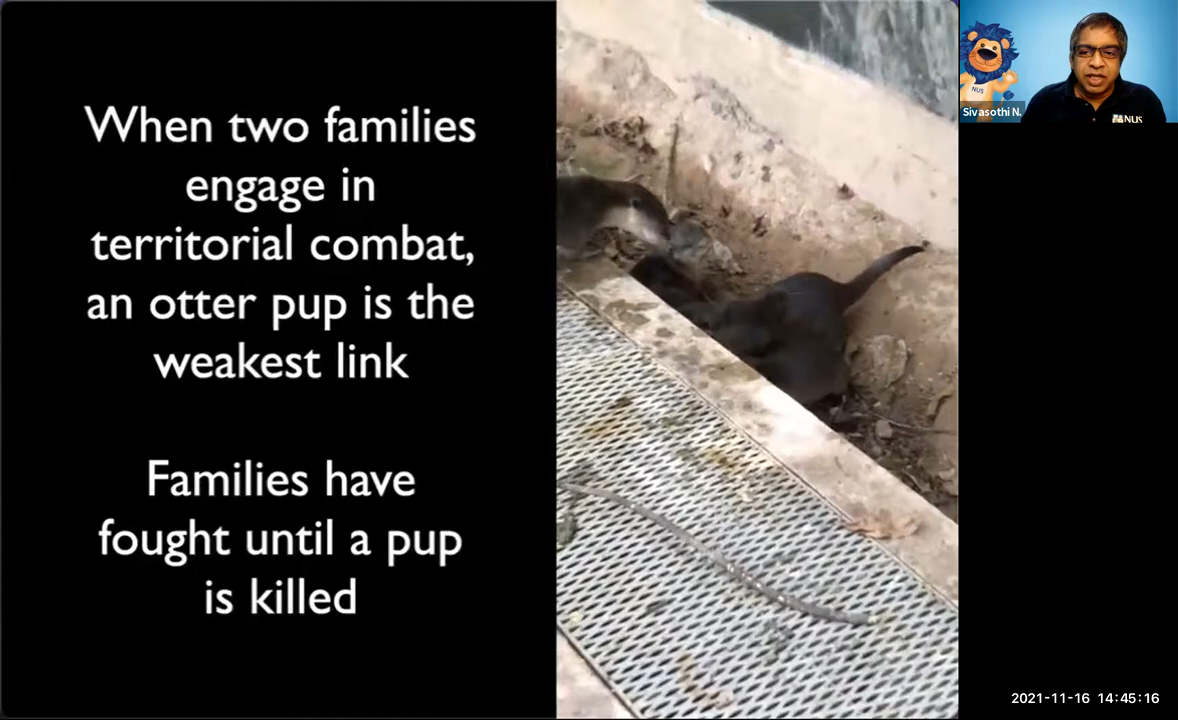 When two families
engage in
territorial combat,
an otter pup is the
weakest link
Families have
fought until a pup
is killed
NUS
Sivasothi N.
NUS
2021-11-16 14:45:16